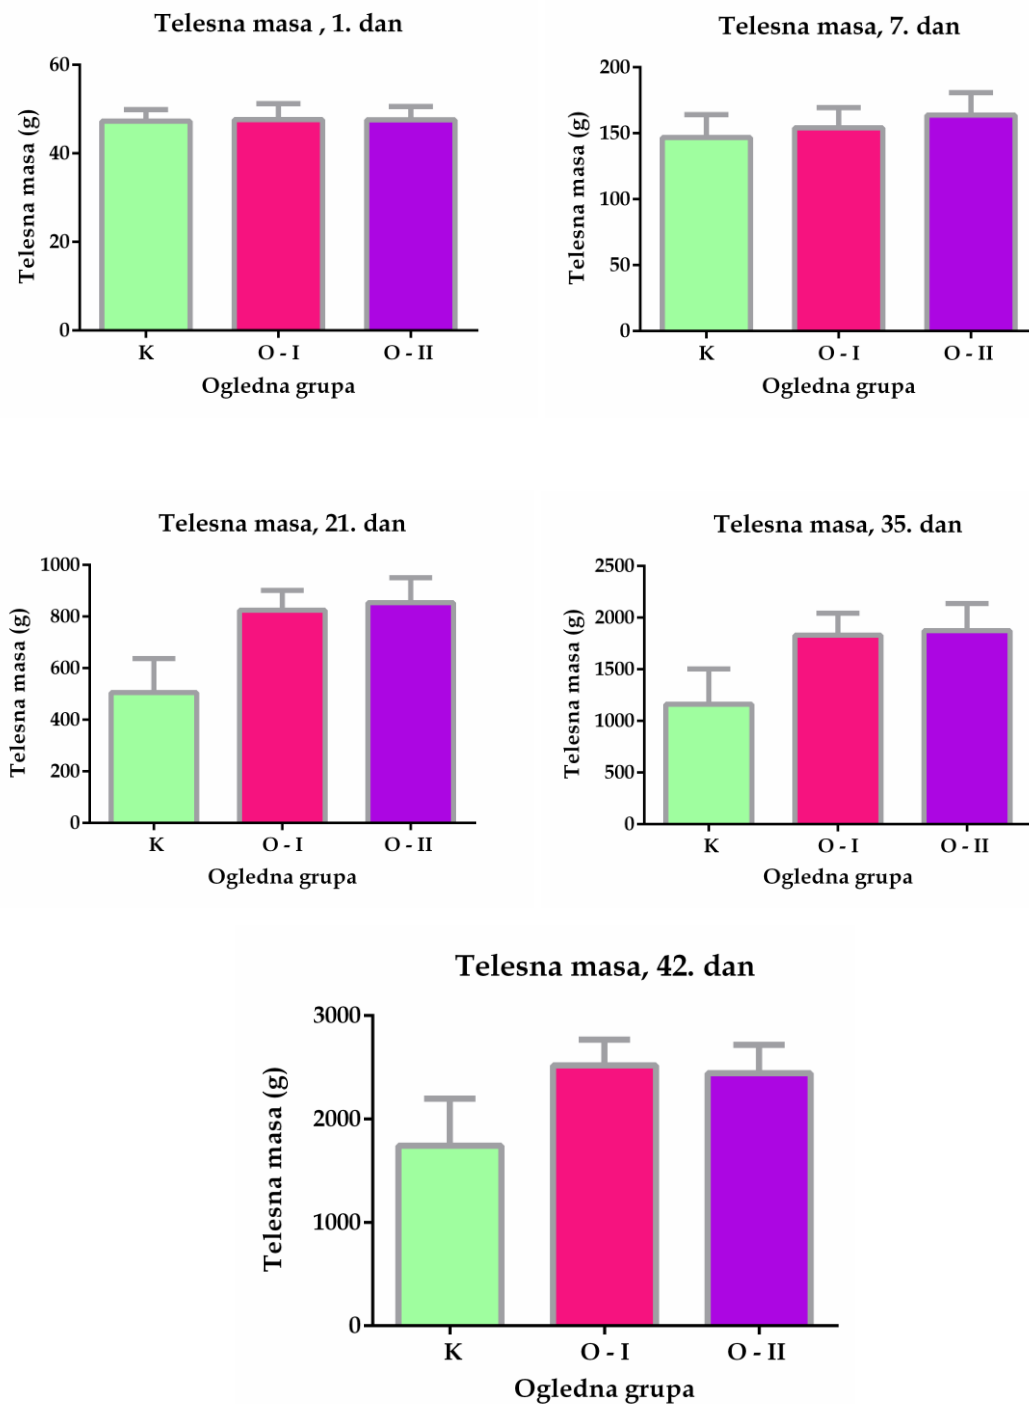 Telesna masa , 1. dan
Telesna masa (g)
60
40
20
0
K O - I O - II
Ogledna grupa
Telesna masa, 7. dan
Telesna masa (g)
200
150
100
50
0
K O - I O - II
Ogledna grupa
Telesna masa, 21. dan
Telesna masa (g)
1000
800
600
400
200
0
K O - I O - II
Ogledna grupa
Telesna masa, 35. dan
Telesna masa (g)
2500
2000
1500
1000
500
0
K O - I O - II
Ogledna grupa
Telesna masa, 42. dan
Telesna masa (g)
3000
2000
1000
0
K O - I O - II
Ogledna grupa